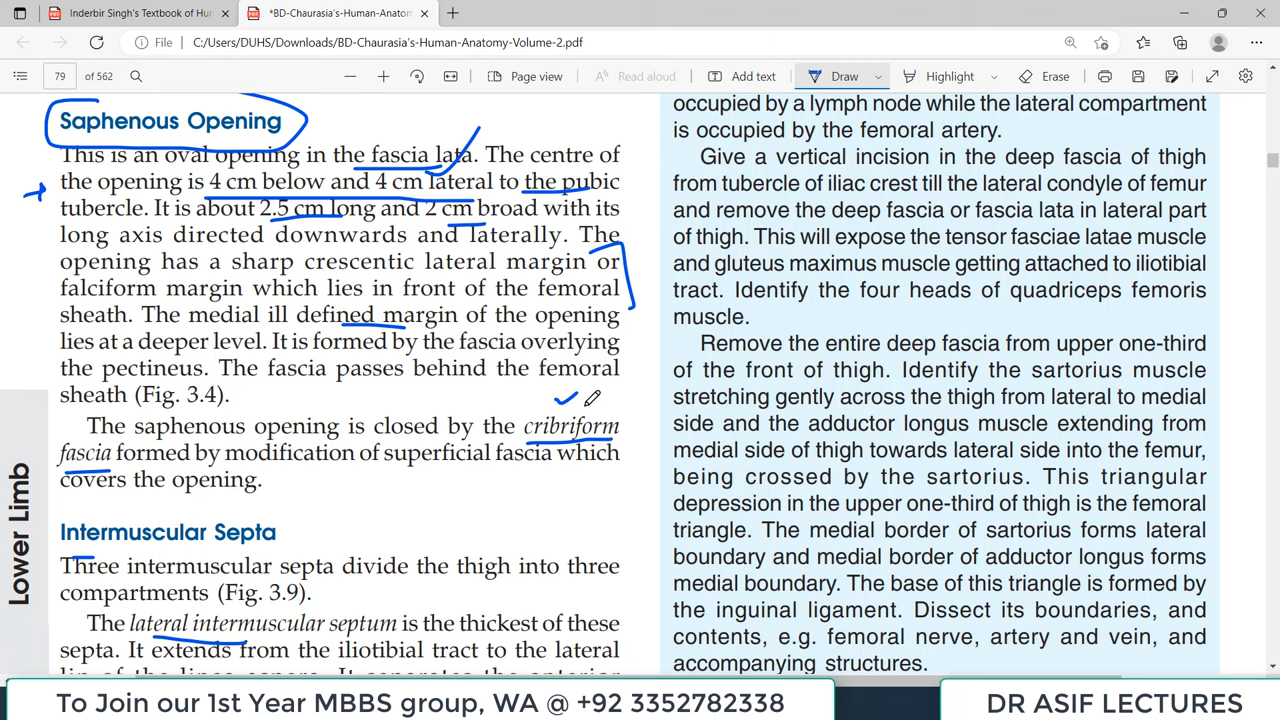 Inderbir Singh's Textbook of Hum
*BD-Chaurasia's-Human-Anatomy-
File
C:/Users/DUHS/Downloads/BD-Chaurasia's-Human-Anatomy-Volume-2.pdf
79
of 562
Page view
Read aloud
Add text
Draw
Highlight
Erase
Saphenous Opening
This is an oval opening in the fascia lata. The centre of
the opening is 4 cm below and 4 cm lateral to the pubic
tubercle. It is about 2.5 cm long and 2 cm broad with its
long axis directed downwards and laterally. The
opening has a sharp crescentic lateral margin or
falciform margin which lies in front of the femoral
sheath. The medial ill defined margin of the opening
lies at a deeper level. It is formed by the fascia overlying
the pectineus. The fascia passes behind the femoral
sheath (Fig. 3.4).
The saphenous opening is closed by the cribriform
fascia formed by modification of superficial fascia which
covers the opening.
Intermuscular Septa
Three intermuscular septa divide the thigh into three
compartments (Fig. 3.9).
The lateral intermuscular septum is the thickest of these
septa. It extends from the iliotibial tract to the lateral
Lower Limb
occupied by a lymph node while the lateral compartment
is occupied by the femoral artery.
Give a vertical incision in the deep fascia of thigh
from tubercle of iliac crest till the lateral condyle of femur
and remove the deep fascia or fascia lata in lateral part
of thigh. This will expose the tensor fasciae latae muscle
and gluteus maximus muscle getting attached to iliotibial
tract. Identify the four heads of quadriceps femoris
muscle.
Remove the entire deep fascia from upper one-third
of the front of thigh. Identify the sartorius muscle
stretching gently across the thigh from lateral to medial
side and the adductor longus muscle extending from
medial side of thigh towards lateral side into the femur,
being crossed by the sartorius. This triangular
depression in the upper one-third of thigh is the femoral
triangle. The medial border of sartorius forms lateral
boundary and medial border of adductor longus forms
medial boundary. The base of this triangle is formed by
the inguinal ligament. Dissect its boundaries, and
contents, e.g. femoral nerve, artery and vein, and
accompanying structures.
To Join our 1st Year MBBS group, WA @ +92 3352782338
DR ASIF LECTURES